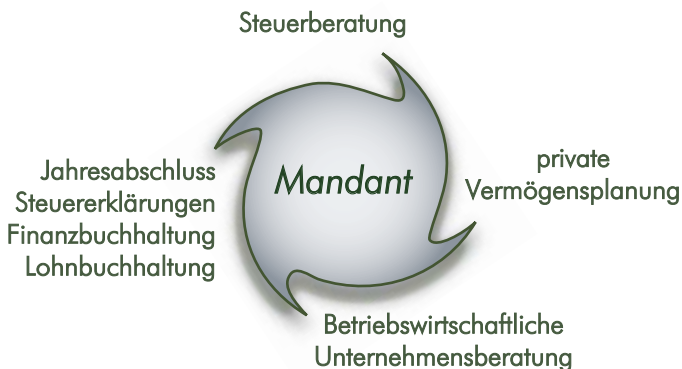 Steuerberatung
Jahresabschluss
Steuererklärungen
Finanzbuchhaltung
Lohnbuchhaltung
Mandant
private
Vermögensplanung
Betriebswirtschaftliche
Unternehmensberatung